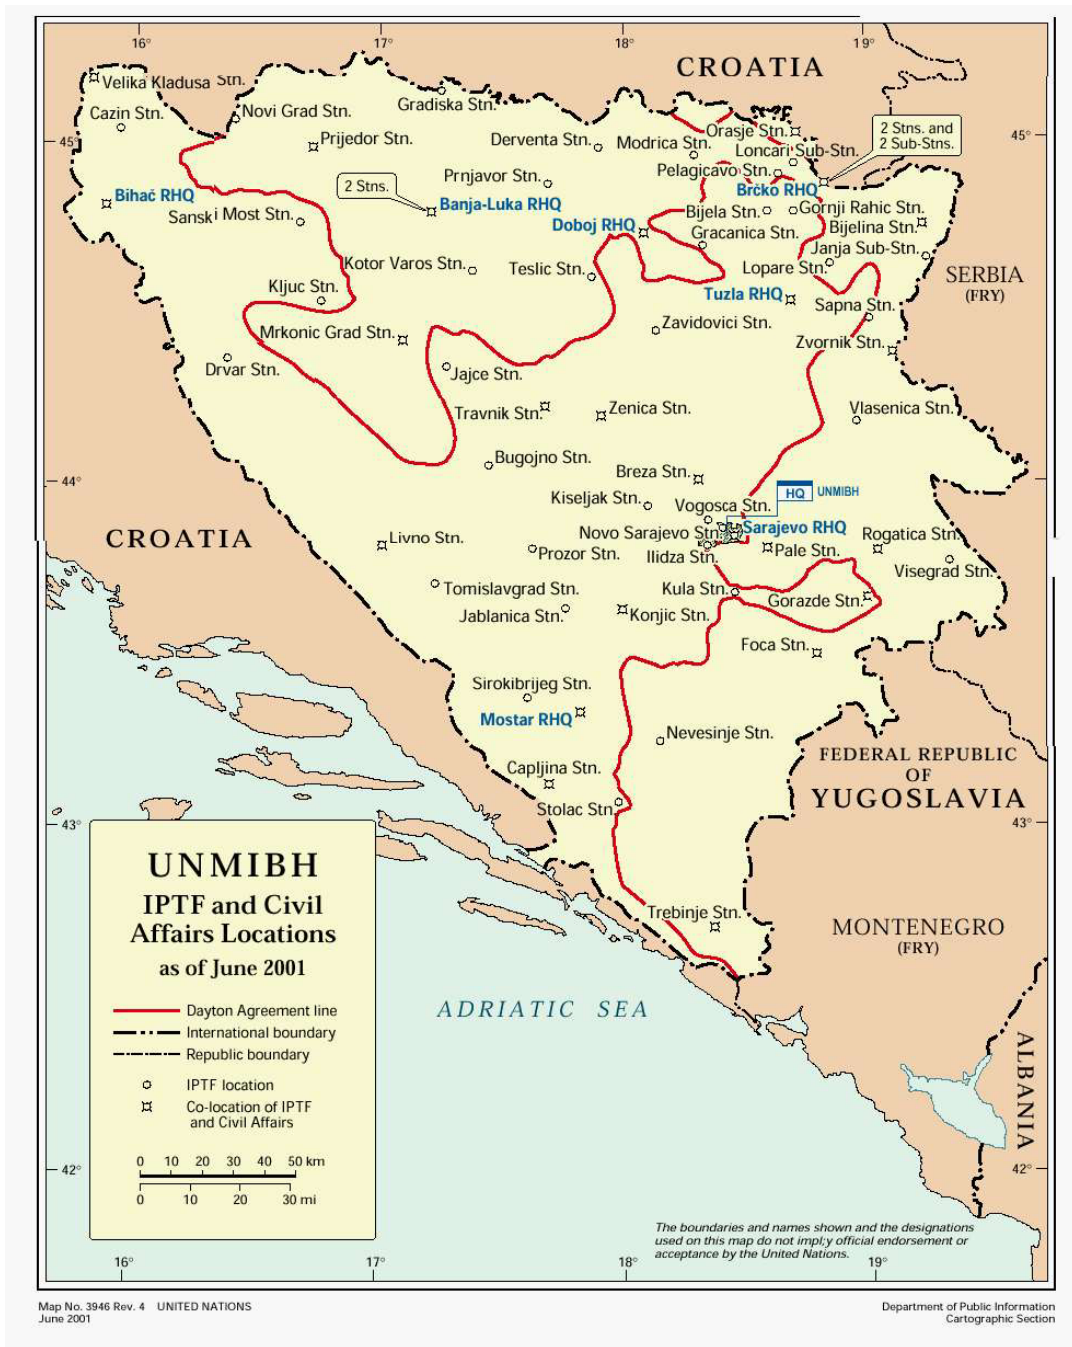 16° 17° 18° 19°
CROATIA
Velika Kladusa Stn.
Cazin Stn.
Novi Grad Stn.
Gradiska Stn.
Prijedor Stn.
Derventa Stn.
Modrica Stn.
Orasje Stn.
Loncari Sub-Stn.
2 Stns. and
2 Sub-Stns.
45° 45°
Pelagicavo Stn.
Prnjavor Stn.
2 Stns.
Bihać RHQ
Banja-Luka RHQ
Brčko RHQ
Sanski Most Stn.
Doboj RHQ
Bijela Stn.
Gornji Rahic Stn.
Gracanica Stn.
Bijelina Stn.
Janja Sub-Stn.
Kotor Varos Stn.
Teslic Stn.
Lopare Stn.
SERBIA
(FRY)
Kljuc Stn.
Tuzla RHQ
Sapna Stn.
Mrkonic Grad Stn.
Zavidovici Stn.
Zvornik Stn.
Drvar Stn.
Jajce Stn.
Travnik Stn.
Zenica Stn.
Vlasenica Stn.
Bugojno Stn.
Breza Stn.
44°
HQ UNMIBH
Kiseljak Stn.
Vogosca Stn.
CROATIA
Livno Stn.
Novo Sarajevo Stn.
Sarajevo RHQ
Rogatica Stn.
Prozor Stn.
Ilidza Stn.
Pale Stn.
Visegrad Stn.
Tomislavgrad Stn.
Kula Stn.
Gorazde Stn.
Jablanica Stn.
Konjic Stn.
Foca Stn.
Sirokibrijeg Stn.
Mostar RHQ
Nevesinje Stn.
FEDERAL REPUBLIC
OF
YUGOSLAVIA
Capljina Stn.
Stolac Stn.
43° 43°
UNMIBH
IPTF and Civil
Affairs Locations
as of June 2001
Trebinje Stn.
MONTENEGRO
(FRY)
ADRIATIC SEA
ALBANIA
Dayton Agreement line
International boundary
Republic boundary
IPTF location
Co-location of IPTF
and Civil Affairs
0 10 20 30 40 50 km
0 10 20 30 mi
42° 42°
The boundaries and names shown and the designations
used on this map do not impl;y official endorsement or
acceptance by the United Nations.
16° 17° 18° 19°
Map No. 3946 Rev. 4 UNITED NATIONS
June 2001
Department of Public Information
Cartographic Section